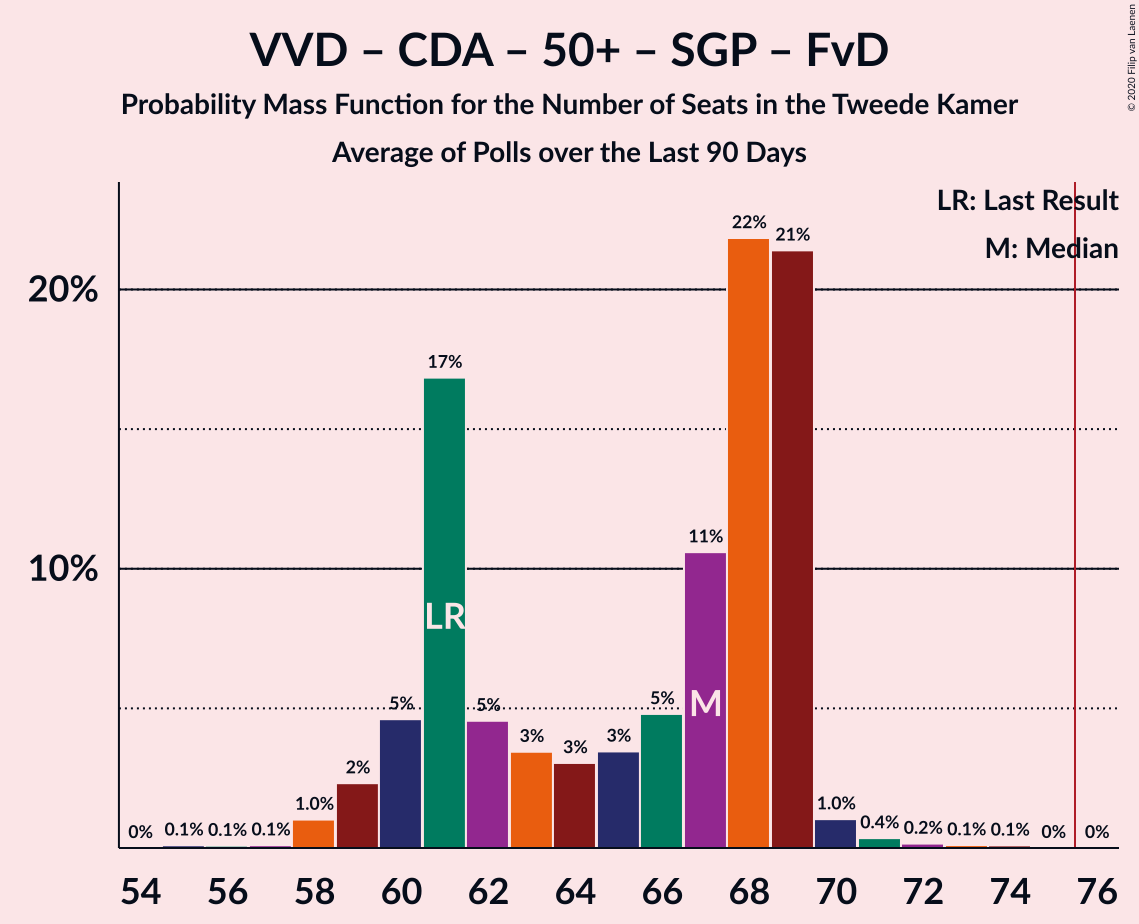 VVD – CDA – 50+ – SGP – FvD
Probability Mass Function for the Number of Seats in the Tweede Kamer
Average of Polls over the Last 90 Days
© 2020 Filip van Laenen
LR: Last Result
M: Median
20%
10%
0%
0.1%
0.1%
0.1%
1.0%
2%
5%
17%
5%
3%
3%
3%
5%
11%
22%
21%
1.0%
0.4%
0.2%
0.1%
0.1%
0%
0%
LR
M
54 56 58 60 62 64 66 68 70 72 74 76